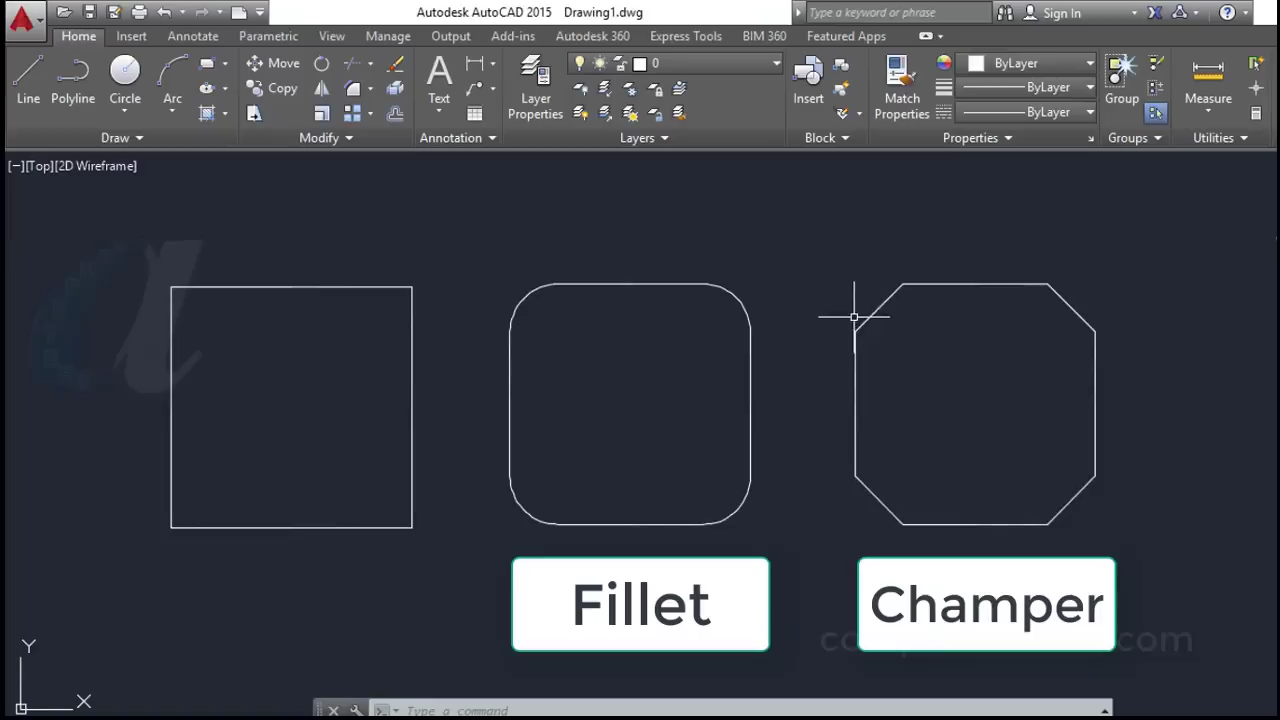 Autodesk AutoCAD 2015 Drawing1.dwg
Type a keyword or phrase
Sign In
Home Insert Annotate Parametric View Manage Output Add-ins Autodesk 360 Express Tools BIM 360 Featured Apps
Line Polyline Circle Arc
Move
Copy
Text
Layer Properties
0
Insert
Match Properties
ByLayer
ByLayer
ByLayer
Group
Measure
Draw Modify Annotation Layers Block Properties Groups Utilities
[−][Top][2D Wireframe]
Fillet
Champer
Y
X
Type a command